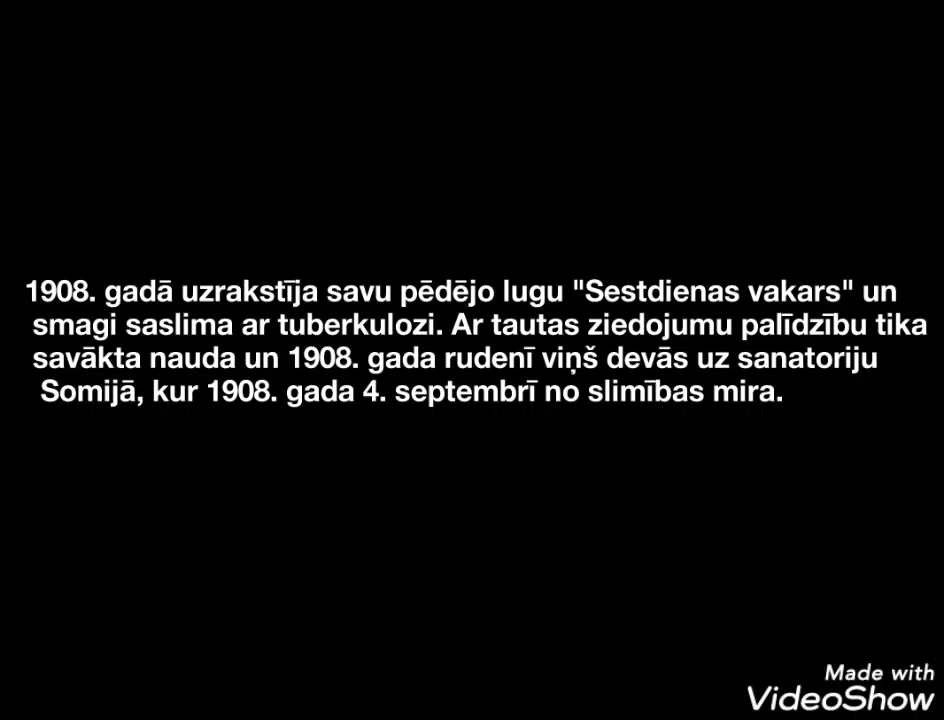 1908. gadā uzrakstīja savu pēdējo lugu "Sestdienas vakars" un
smagi saslima ar tuberkulozi. Ar tautas ziedojumu palīdzību tika
savākta nauda un 1908. gada rudenī viņš devās uz sanatoriju
Somijā, kur 1908. gada 4. septembrī no slimības mira.
Made with
VideoShow